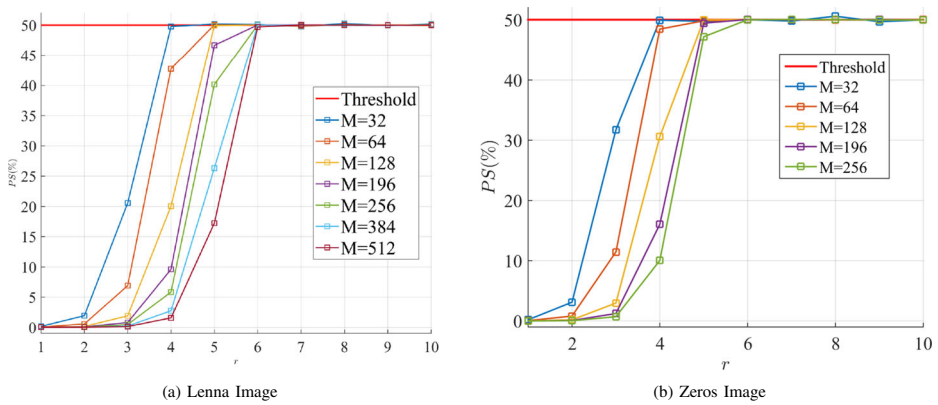 50
45
40
35
30
25
20
15
10
5
0
PS(%)
1 2 3 4 5 6 7 8 9 10
r
Threshold
M=32
M=64
M=128
M=196
M=256
M=384
M=512
(a) Lenna Image
50
40
30
20
10
0
PS(%)
2 4 6 8 10
r
Threshold
M=32
M=64
M=128
M=196
M=256
(b) Zeros Image